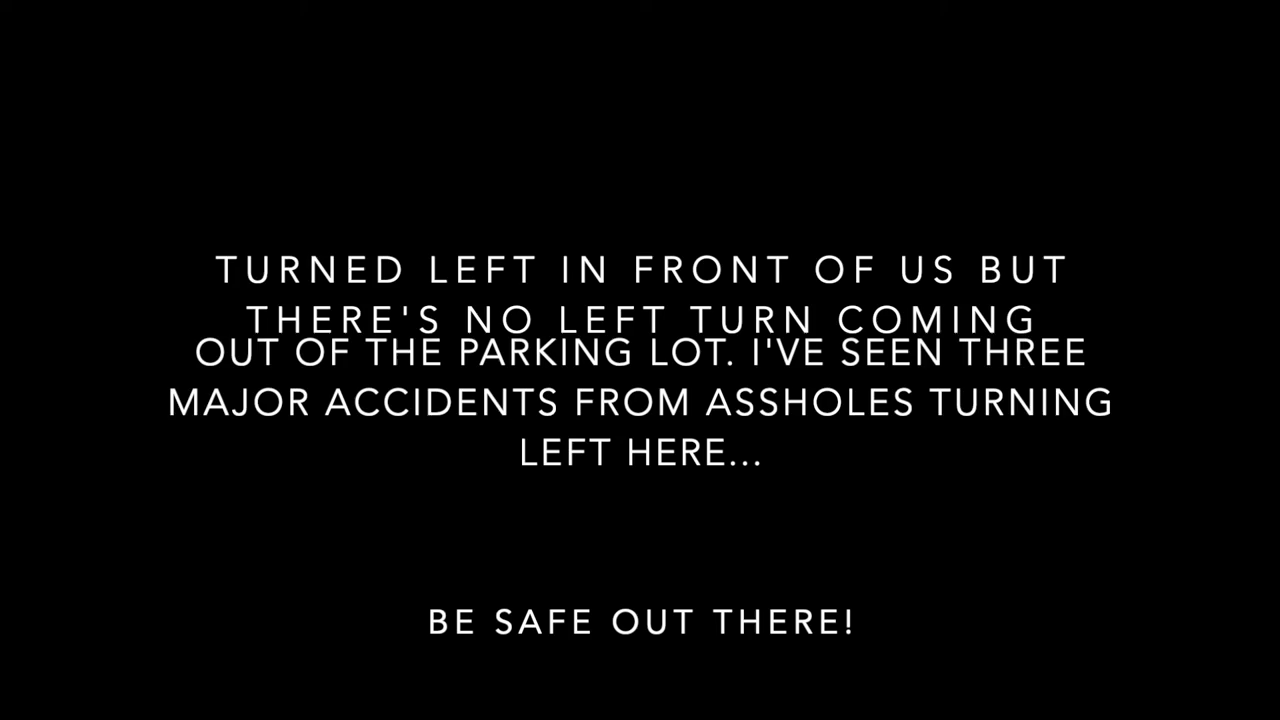 TURNED LEFT IN FRONT OF US BUT
THERE'S NO LEFT TURN COMING
OUT OF THE PARKING LOT. I'VE SEEN THREE
MAJOR ACCIDENTS FROM ASSHOLES TURNING
LEFT HERE...
BE SAFE OUT THERE!